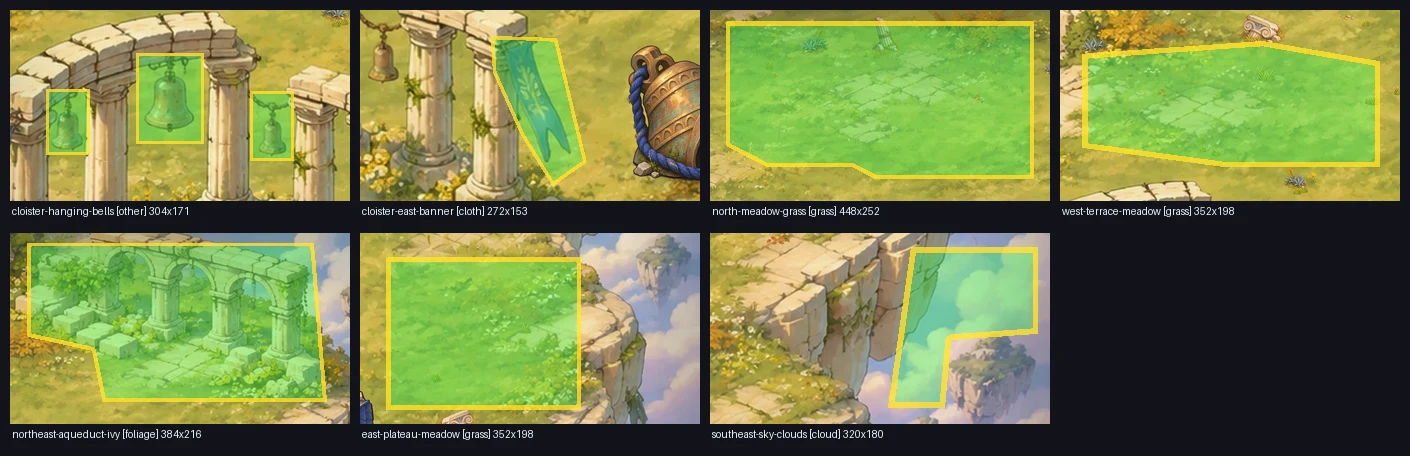 cloister-hanging-bells [other] 304x171
cloister-east-banner [cloth] 272x153
north-meadow-grass [grass] 448x252
west-terrace-meadow [grass] 352x198
northeast-aqueduct-ivy [foliage] 384x216
east-plateau-meadow [grass] 352x198
southeast-sky-clouds [cloud] 320x180